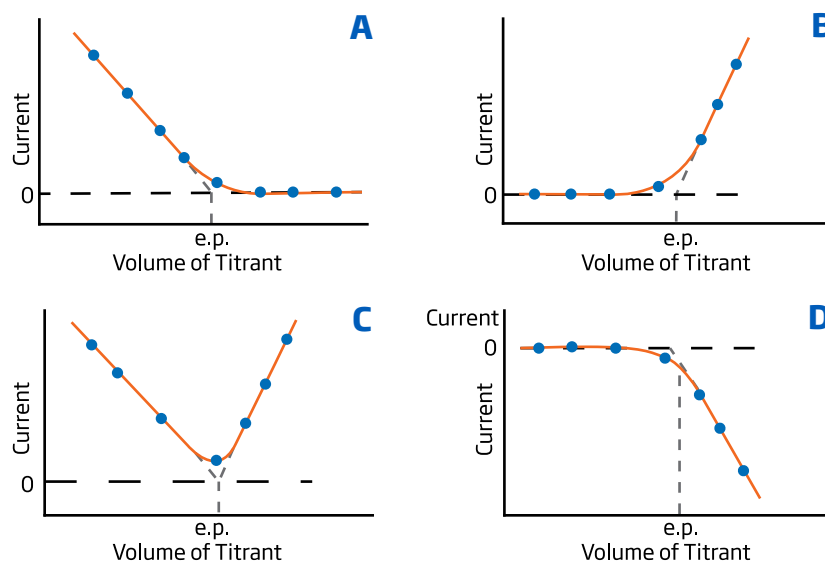 A
Current
0
e.p.
Volume of Titrant
B
Current
0
e.p.
Volume of Titrant
C
Current
0
e.p.
Volume of Titrant
D
Current
0
Current
e.p.
Volume of Titrant